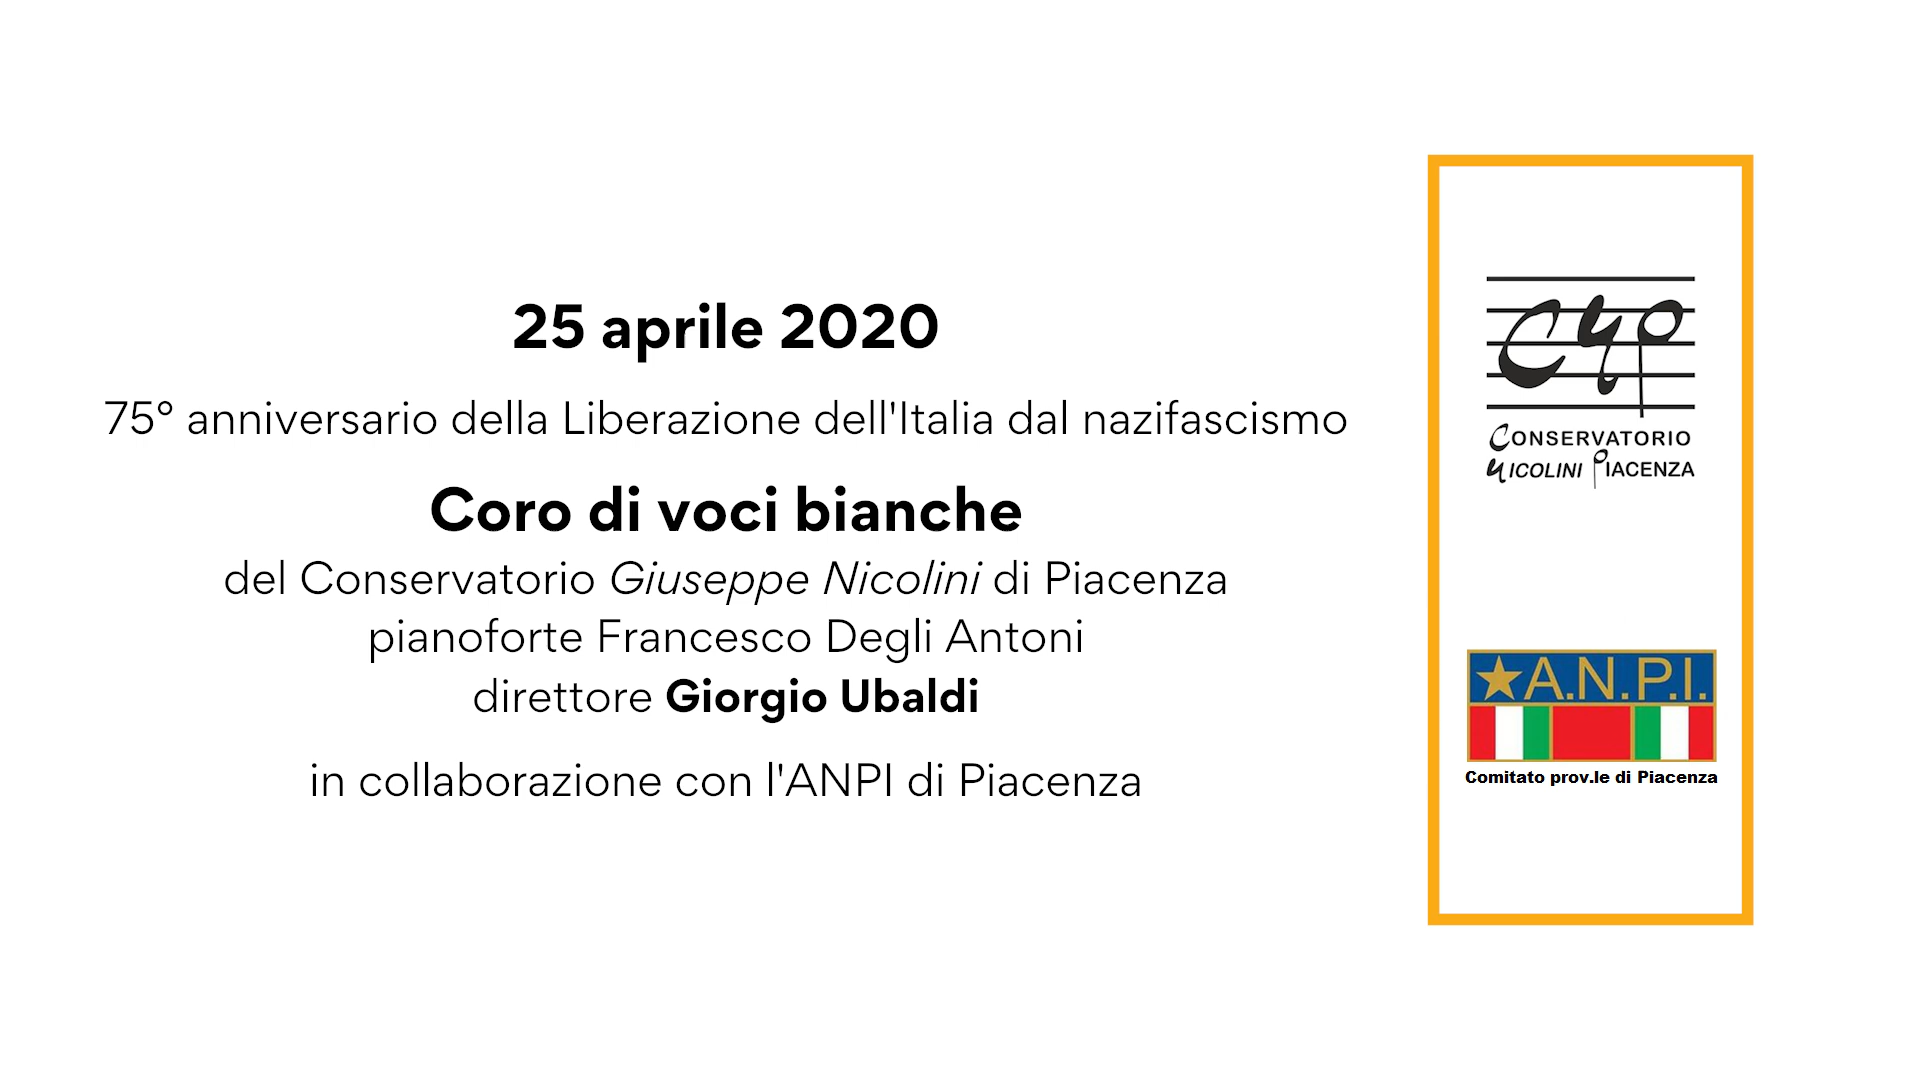 25 aprile 2020
75° anniversario della Liberazione dell'Italia dal nazifascismo
Coro di voci bianche
del Conservatorio Giuseppe Nicolini di Piacenza
pianoforte Francesco Degli Antoni
direttore Giorgio Ubaldi
in collaborazione con l'ANPI di Piacenza
CNP
CONSERVATORIO
NICOLINI PIACENZA
A.N.P.I.
Comitato prov.le di Piacenza